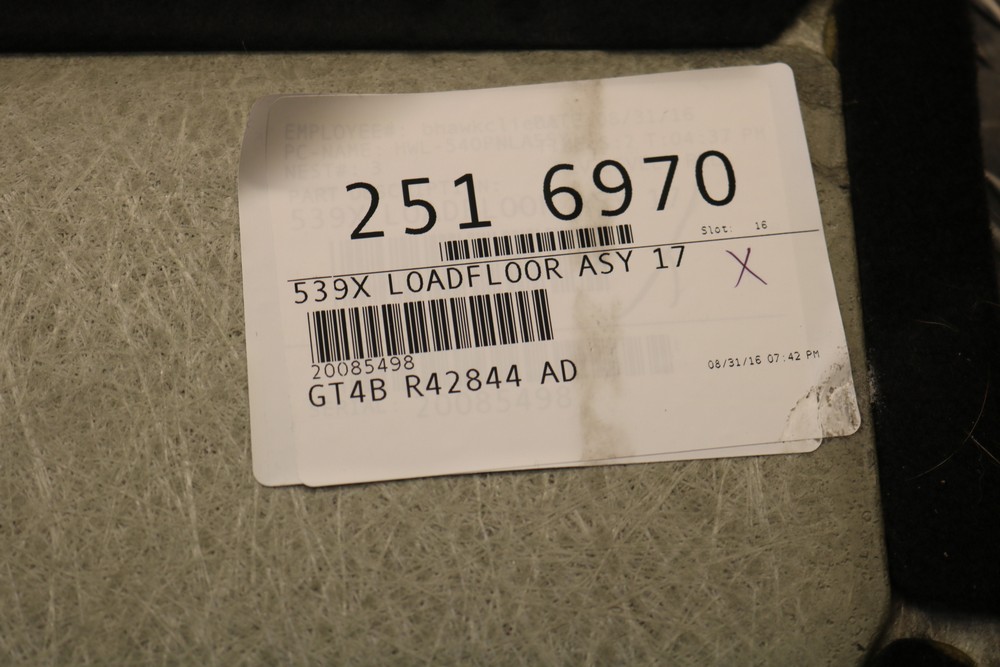 251 6970
Slot: 16
539X LOADFLOOR ASY 17
X
20085498
GT4B R42844 AD
08/31/16 07:42 PM